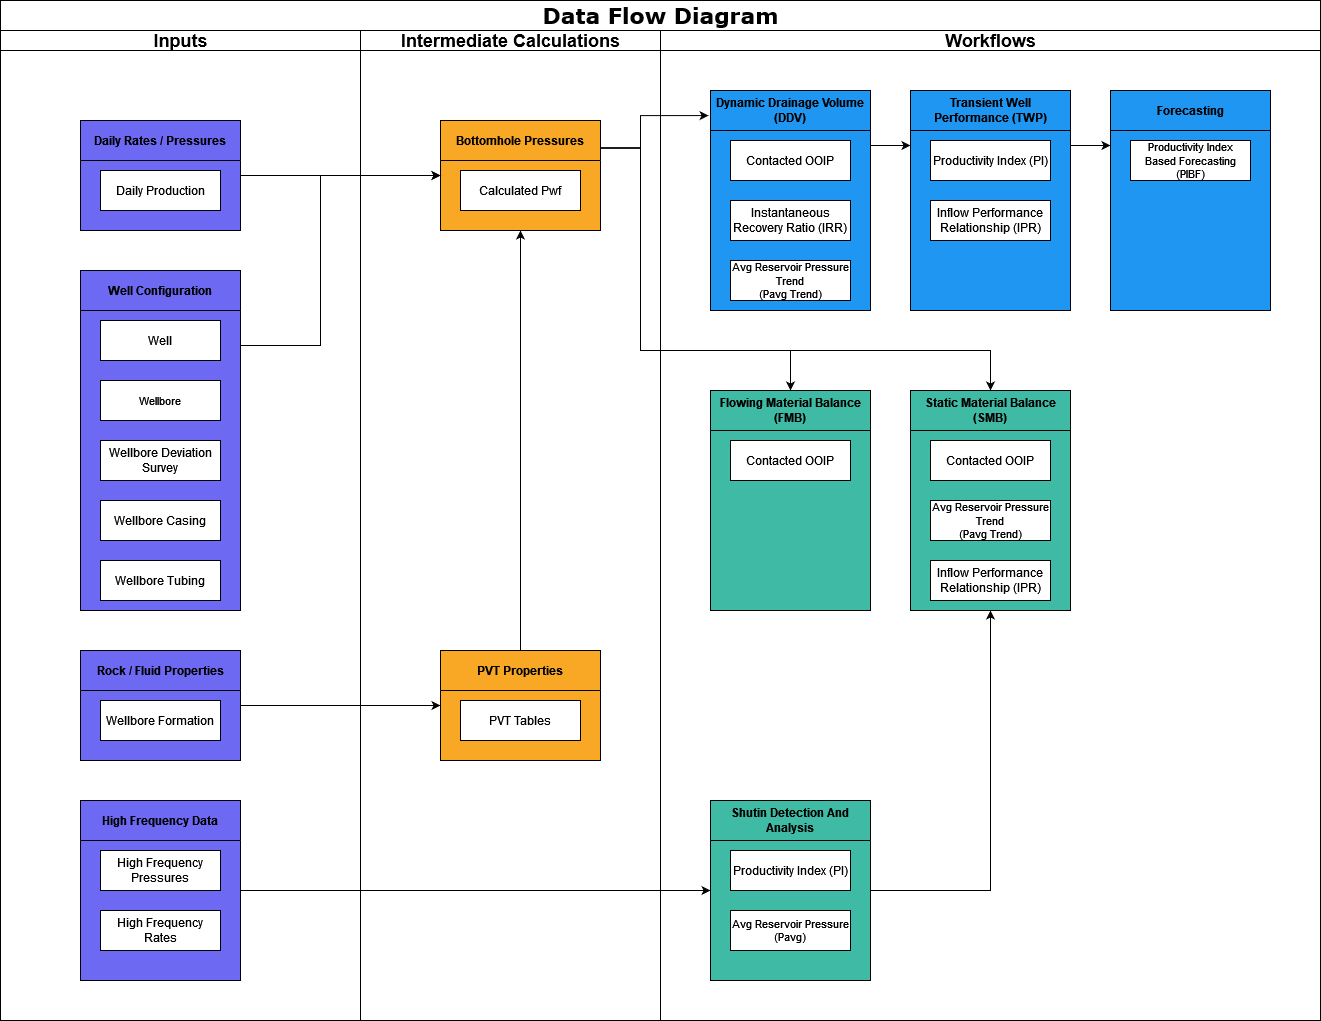 Data Flow Diagram
Inputs
Intermediate Calculations
Workflows
Daily Rates / Pressures
Daily Production
Well Configuration
Well
Wellbore
Wellbore Deviation
Survey
Wellbore Casing
Wellbore Tubing
Rock / Fluid Properties
Wellbore Formation
High Frequency Data
High Frequency
Pressures
High Frequency
Rates
Bottomhole Pressures
Calculated Pwf
PVT Properties
PVT Tables
Dynamic Drainage Volume
(DDV)
Contacted OOIP
Instantaneous
Recovery Ratio (IRR)
Avg Reservoir Pressure
Trend
(Pavg Trend)
Transient Well
Performance (TWP)
Productivity Index (PI)
Inflow Performance
Relationship (IPR)
Forecasting
Productivity Index
Based Forecasting
(PIBF)
Flowing Material Balance
(FMB)
Contacted OOIP
Static Material Balance
(SMB)
Contacted OOIP
Avg Reservoir Pressure
Trend
(Pavg Trend)
Inflow Performance
Relationship (IPR)
Shutin Detection And
Analysis
Productivity Index (PI)
Avg Reservoir Pressure
(Pavg)